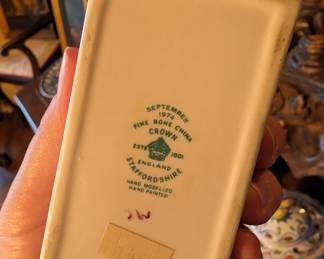 SEPTEMBER
1974
FINE BONE CHINA
CROWN
ESTD 1801
ENGLAND
STAFFORDSHIRE
HAND MODELLED
HAND PAINTED